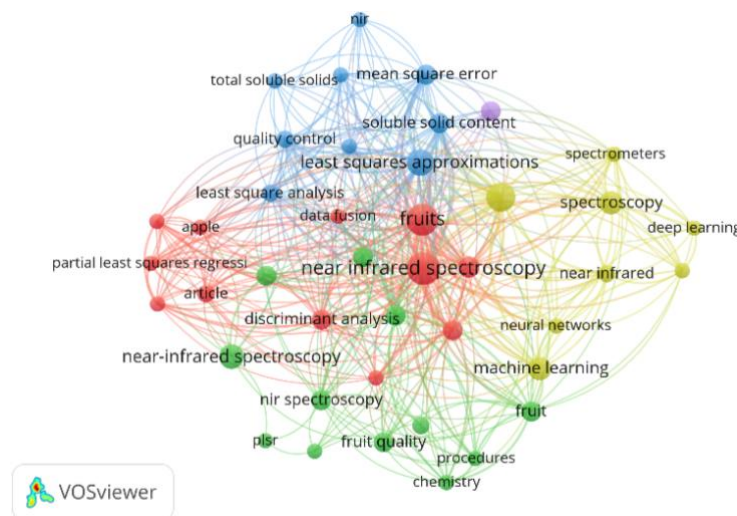 nir
total soluble solids
mean square error
soluble solid content
quality control
least squares approximations
spectrometers
least square analysis
spectroscopy
data fusion
fruits
apple
deep learning
partial least squares regressi
near infrared spectroscopy
near infrared
article
discriminant analysis
neural networks
near-infrared spectroscopy
machine learning
nir spectroscopy
fruit
plsr
fruit quality
procedures
chemistry
VOSviewer